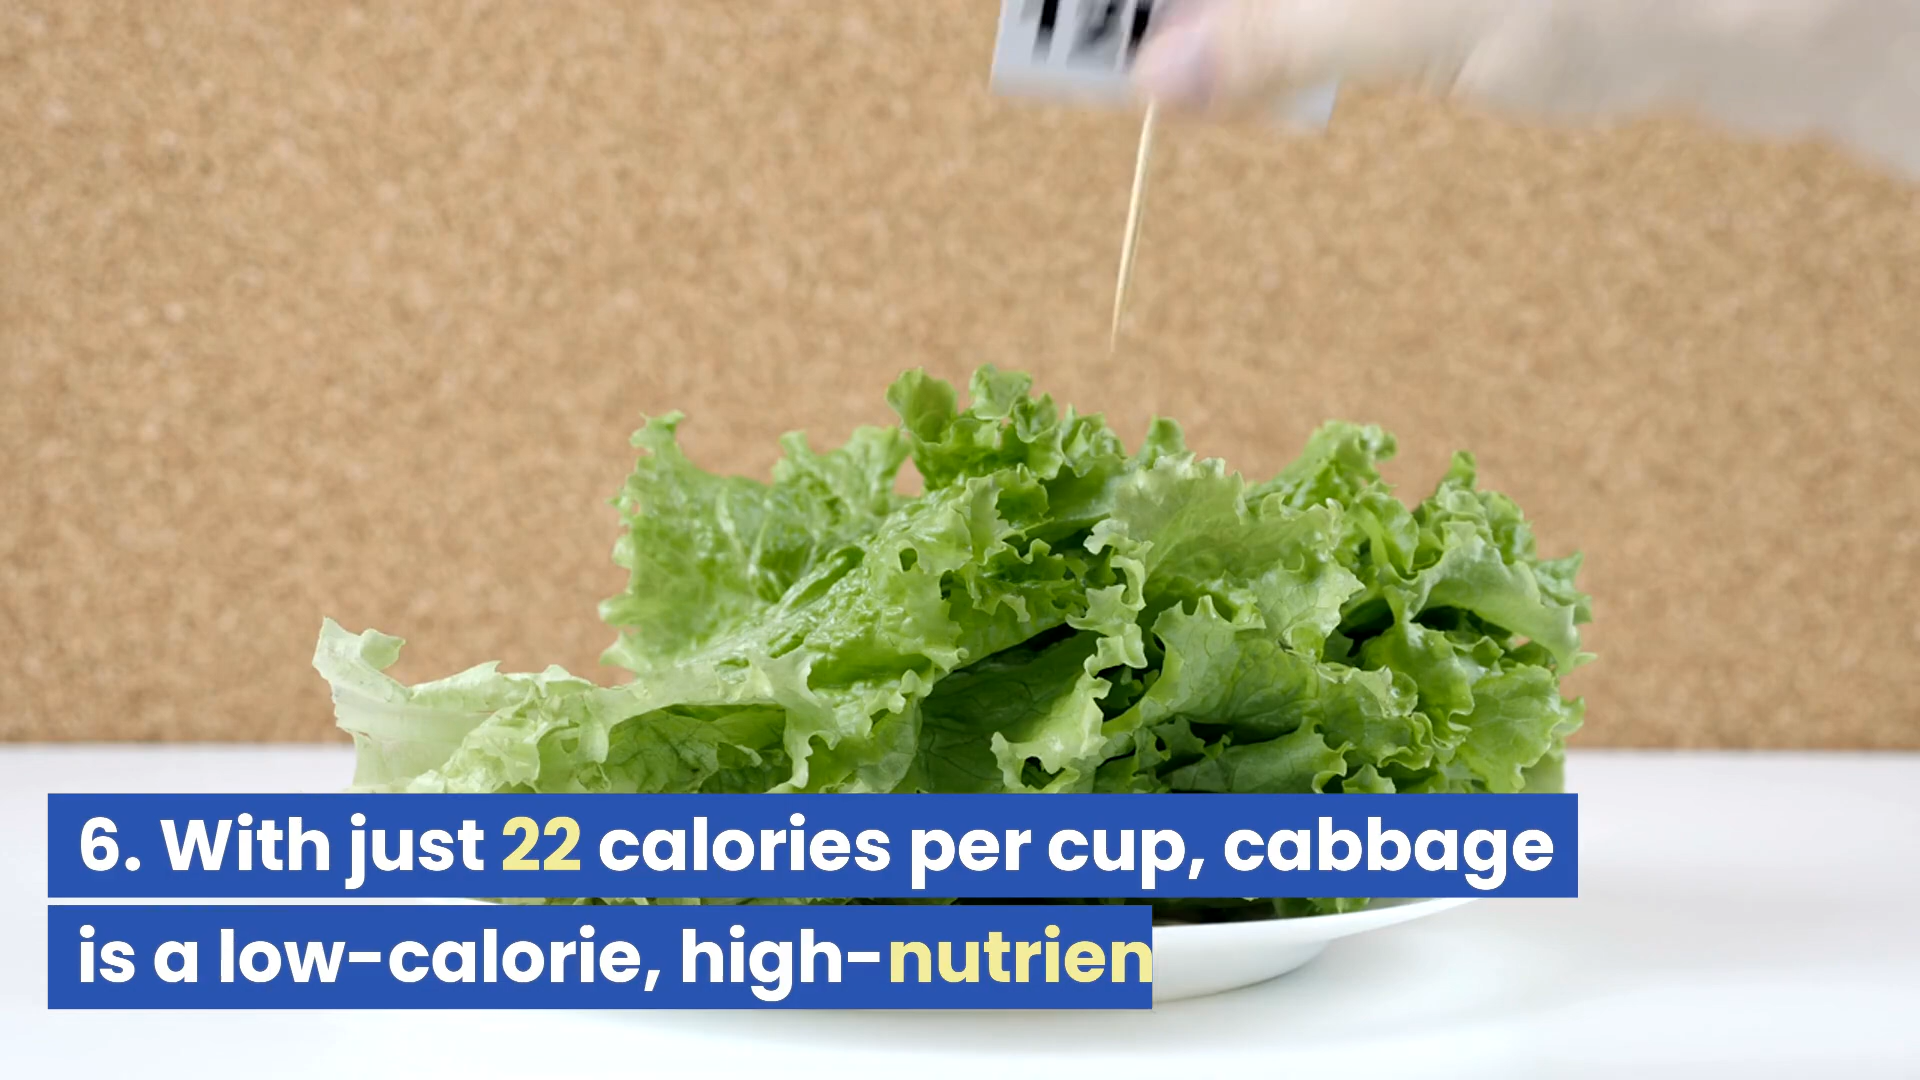 6. With just 22 calories per cup, cabbage
is a low-calorie, high-nutrien